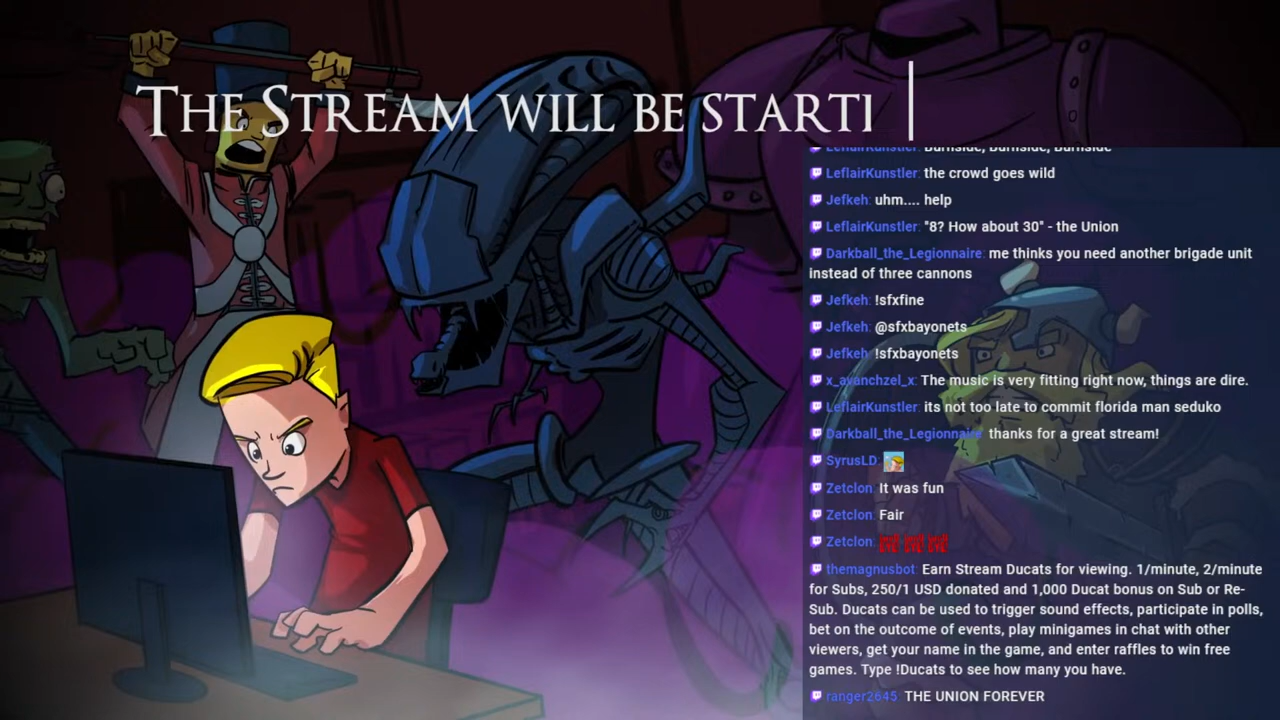 The Stream will be starti
LeflairKunstler: Burnside, Burnside, Burnside
LeflairKunstler: the crowd goes wild
Jefkeh: uhm.... help
LeflairKunstler: "8? How about 30" - the Union
Darkball_the_Legionnaire: me thinks you need another brigade unit
instead of three cannons
Jefkeh: !sfxfine
Jefkeh: @sfxbayonets
Jefkeh: !sfxbayonets
x_avanchzel_x: The music is very fitting right now, things are dire.
LeflairKunstler: its not too late to commit florida man seduko
Darkball_the_Legionnaire: thanks for a great stream!
SyrusLD:
Zetclon: It was fun
Zetclon: Fair
Zetclon:
themagnusbot: Earn Stream Ducats for viewing. 1/minute, 2/minute
for Subs, 250/1 USD donated and 1,000 Ducat bonus on Sub or Re-
Sub. Ducats can be used to trigger sound effects, participate in polls,
bet on the outcome of events, play minigames in chat with other
viewers, get your name in the game, and enter raffles to win free
games. Type !Ducats to see how many you have.
ranger2645: THE UNION FOREVER